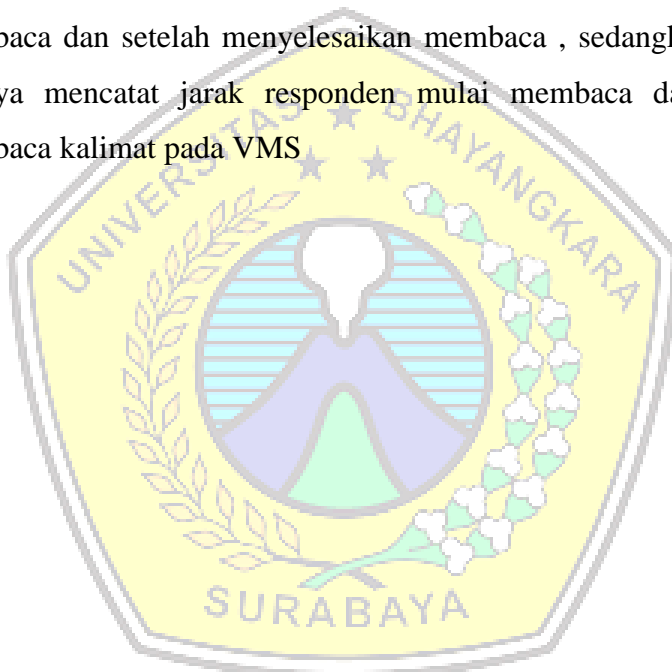 baca dan setelah menyelesaikan membaca , sedang
ya mencatat jarak responden mulai membaca da
baca kalimat pada VMS
UNIVERSITAS BHAYANGKARA
SURABAYA